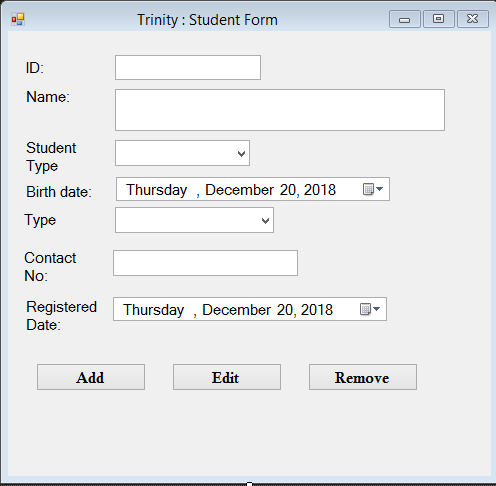 Trinity : Student Form
ID:
Name:
Student
Type
Birth date: Thursday , December 20, 2018
Type
Contact
No:
Registered
Date:
Thursday , December 20, 2018
Add Edit Remove